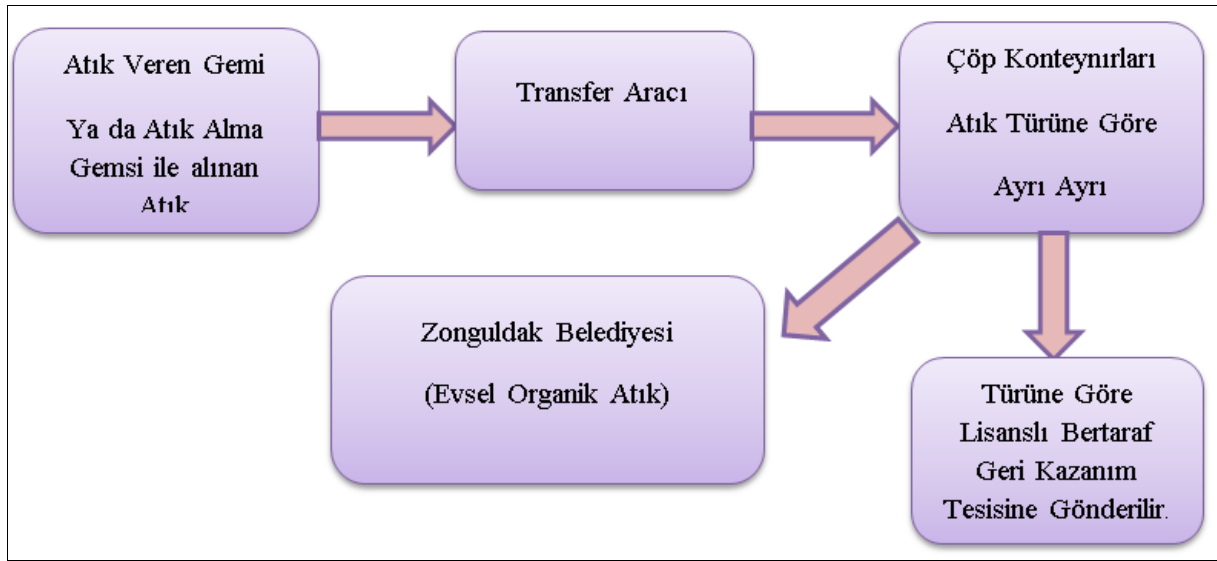 Atık Veren Gemi
Ya da Atık Alma
Gemsi ile alınan
Atık
Transfer Aracı
Çöp Konteynırları
Atık Türüne Göre
Ayrı Ayrı
Zonguldak Belediyesi
(Evsel Organik Atık)
Türüne Göre
Lisanslı Bertaraf
Geri Kazanım
Tesisine Gönderilir.